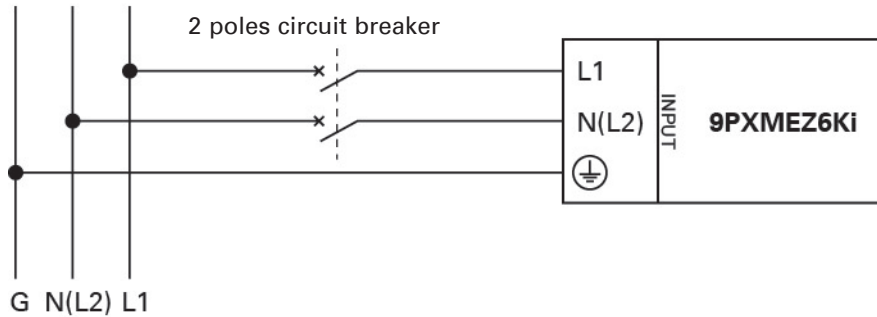 2 poles circuit breaker
L1
N(L2)
INPUT
9PXMEZ6Ki
G N(L2) L1